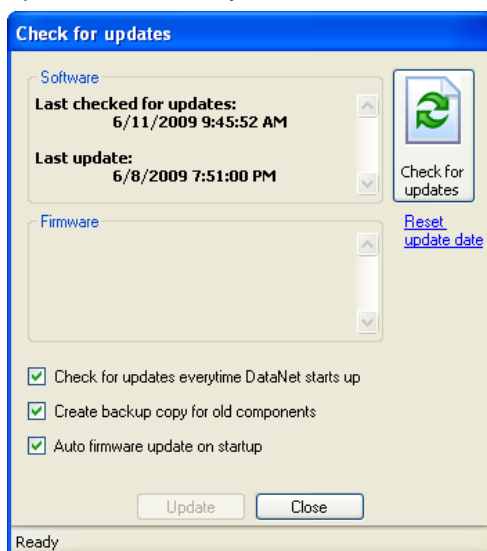 Check for updates
Software
Last checked for updates:
6/11/2009 9:45:52 AM
Last update:
6/8/2009 7:51:00 PM
Check for
updates
Reset
update date
Firmware
Check for updates everytime DataNet starts up
Create backup copy for old components
Auto firmware update on startup
Update
Close
Ready